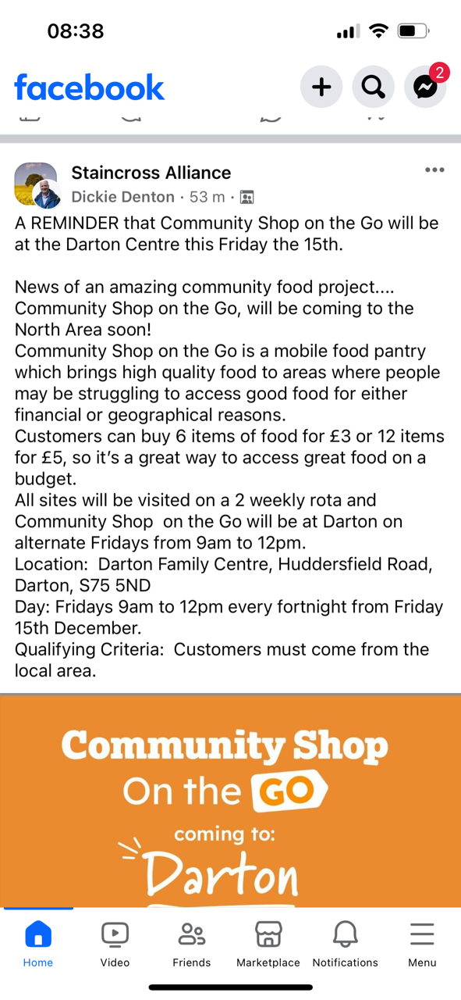 08:38
facebook
2
Staincross Alliance
Dickie Denton · 53 m ·
A REMINDER that Community Shop on the Go will be
at the Darton Centre this Friday the 15th.
News of an amazing community food project....
Community Shop on the Go, will be coming to the
North Area soon!
Community Shop on the Go is a mobile food pantry
which brings high quality food to areas where people
may be struggling to access good food for either
financial or geographical reasons.
Customers can buy 6 items of food for £3 or 12 items
for £5, so it's a great way to access great food on a
budget.
All sites will be visited on a 2 weekly rota and
Community Shop  on the Go will be at Darton on
alternate Fridays from 9am to 12pm.
Location:  Darton Family Centre, Huddersfield Road,
Darton, S75 5ND
Day: Fridays 9am to 12pm every fortnight from Friday
15th December.
Qualifying Criteria:  Customers must come from the
local area.
Community Shop
On the GO
coming to:
Darton
Home Video Friends Marketplace Notifications Menu